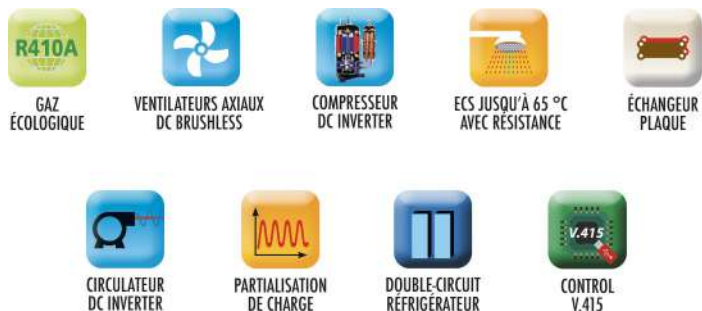 R410A
GAZ
ÉCOLOGIQUE
VENTILATEURS AXIAUX
DC BRUSHLESS
COMPRESSEUR
DC INVERTER
ECS JUSQU'À 65 °C
AVEC RÉSISTANCE
ÉCHANGEUR
PLAQUE
CIRCULATEUR
DC INVERTER
PARTIALISATION
DE CHARGE
DOUBLE-CIRCUIT
RÉFRIGÉRATEUR
V.415
CONTROL
V.415